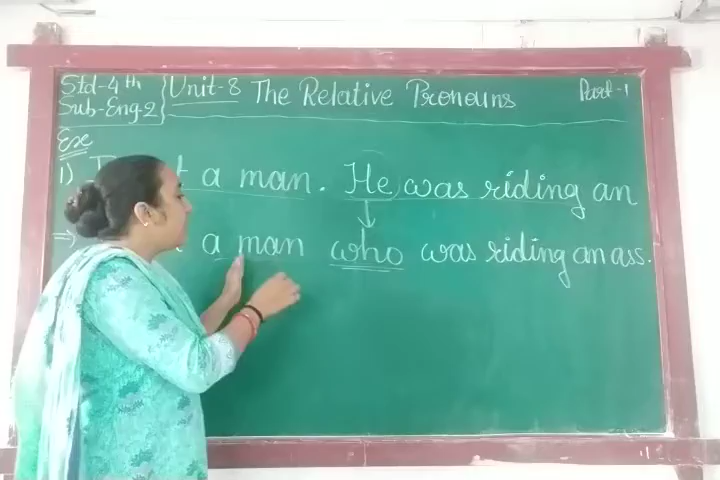 Std-4th
Sub-Eng-2
Unit-8 The Relative Pronouns
Part-1
Ex
1) I a man. He was riding an
⇒ a man who was riding an ass.